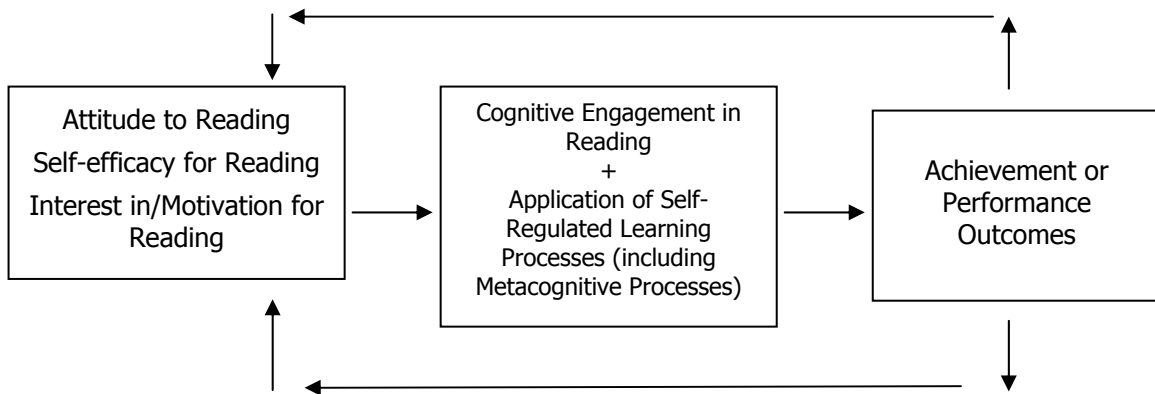 Attitude to Reading
Self-efficacy for Reading
Interest in/Motivation for
Reading
Cognitive Engagement in
Reading
+
Application of Self-
Regulated Learning
Processes (including
Metacognitive Processes)
Achievement or
Performance
Outcomes